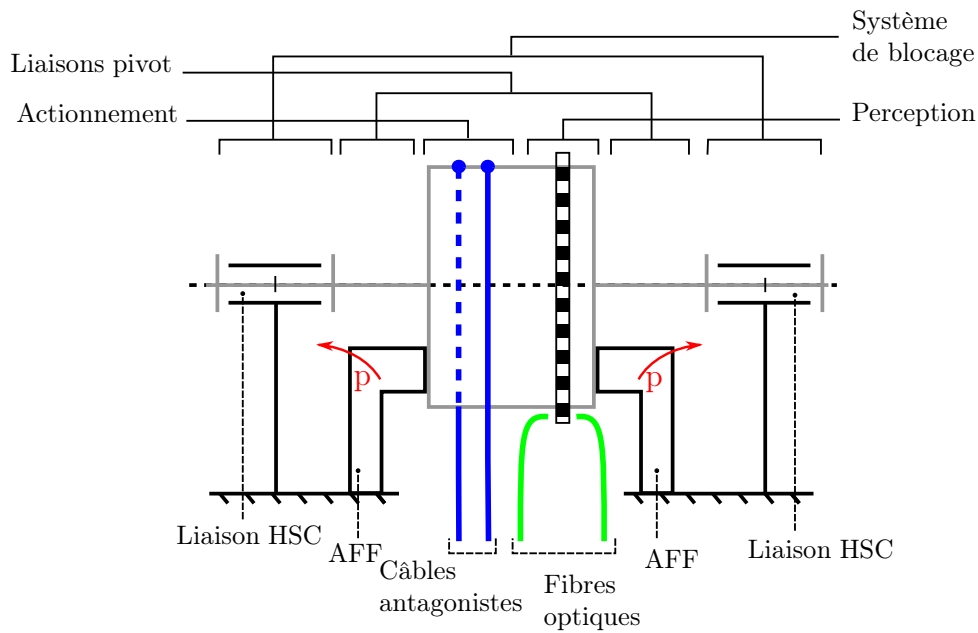 Système
de blocage
Liaisons pivot
Actionnement
Perception
p
p
Liaison HSC
AFF
Câbles
antagonistes
Fibres
optiques
AFF
Liaison HSC